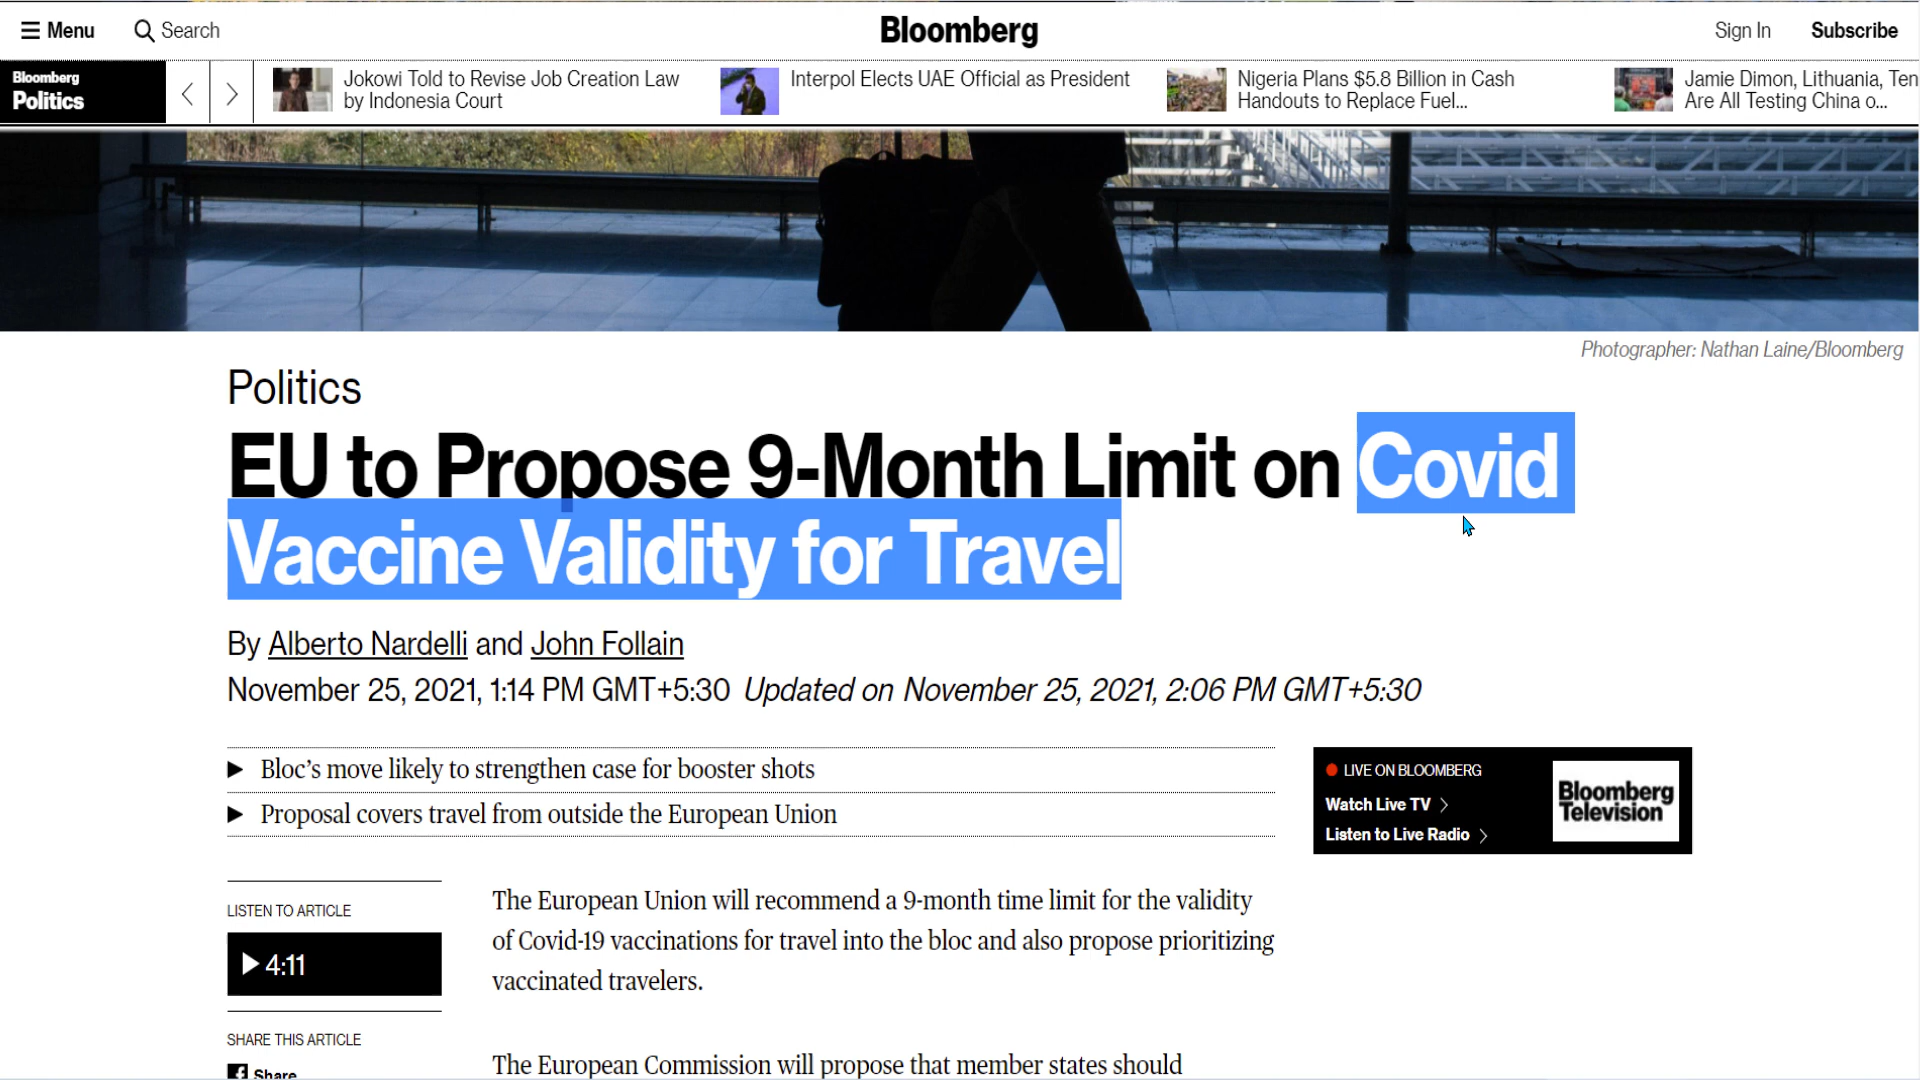 Menu
Search
Bloomberg
Sign In
Subscribe
Bloomberg
Politics
Jokowi Told to Revise Job Creation Law
by Indonesia Court
Interpol Elects UAE Official as President
Nigeria Plans $5.8 Billion in Cash
Handouts to Replace Fuel...
Jamie Dimon, Lithuania, Ten
Are All Testing China o...
Photographer: Nathan Laine/Bloomberg
Politics
EU to Propose 9-Month Limit on Covid
Vaccine Validity for Travel
By Alberto Nardelli and John Follain
November 25, 2021, 1:14 PM GMT+5:30 Updated on November 25, 2021, 2:06 PM GMT+5:30
Bloc’s move likely to strengthen case for booster shots
Proposal covers travel from outside the European Union
LIVE ON BLOOMBERG
Watch Live TV
Listen to Live Radio
Bloomberg
Television
LISTEN TO ARTICLE
4:11
SHARE THIS ARTICLE
Share
The European Union will recommend a 9-month time limit for the validity
of Covid-19 vaccinations for travel into the bloc and also propose prioritizing
vaccinated travelers.
The European Commission will propose that member states should